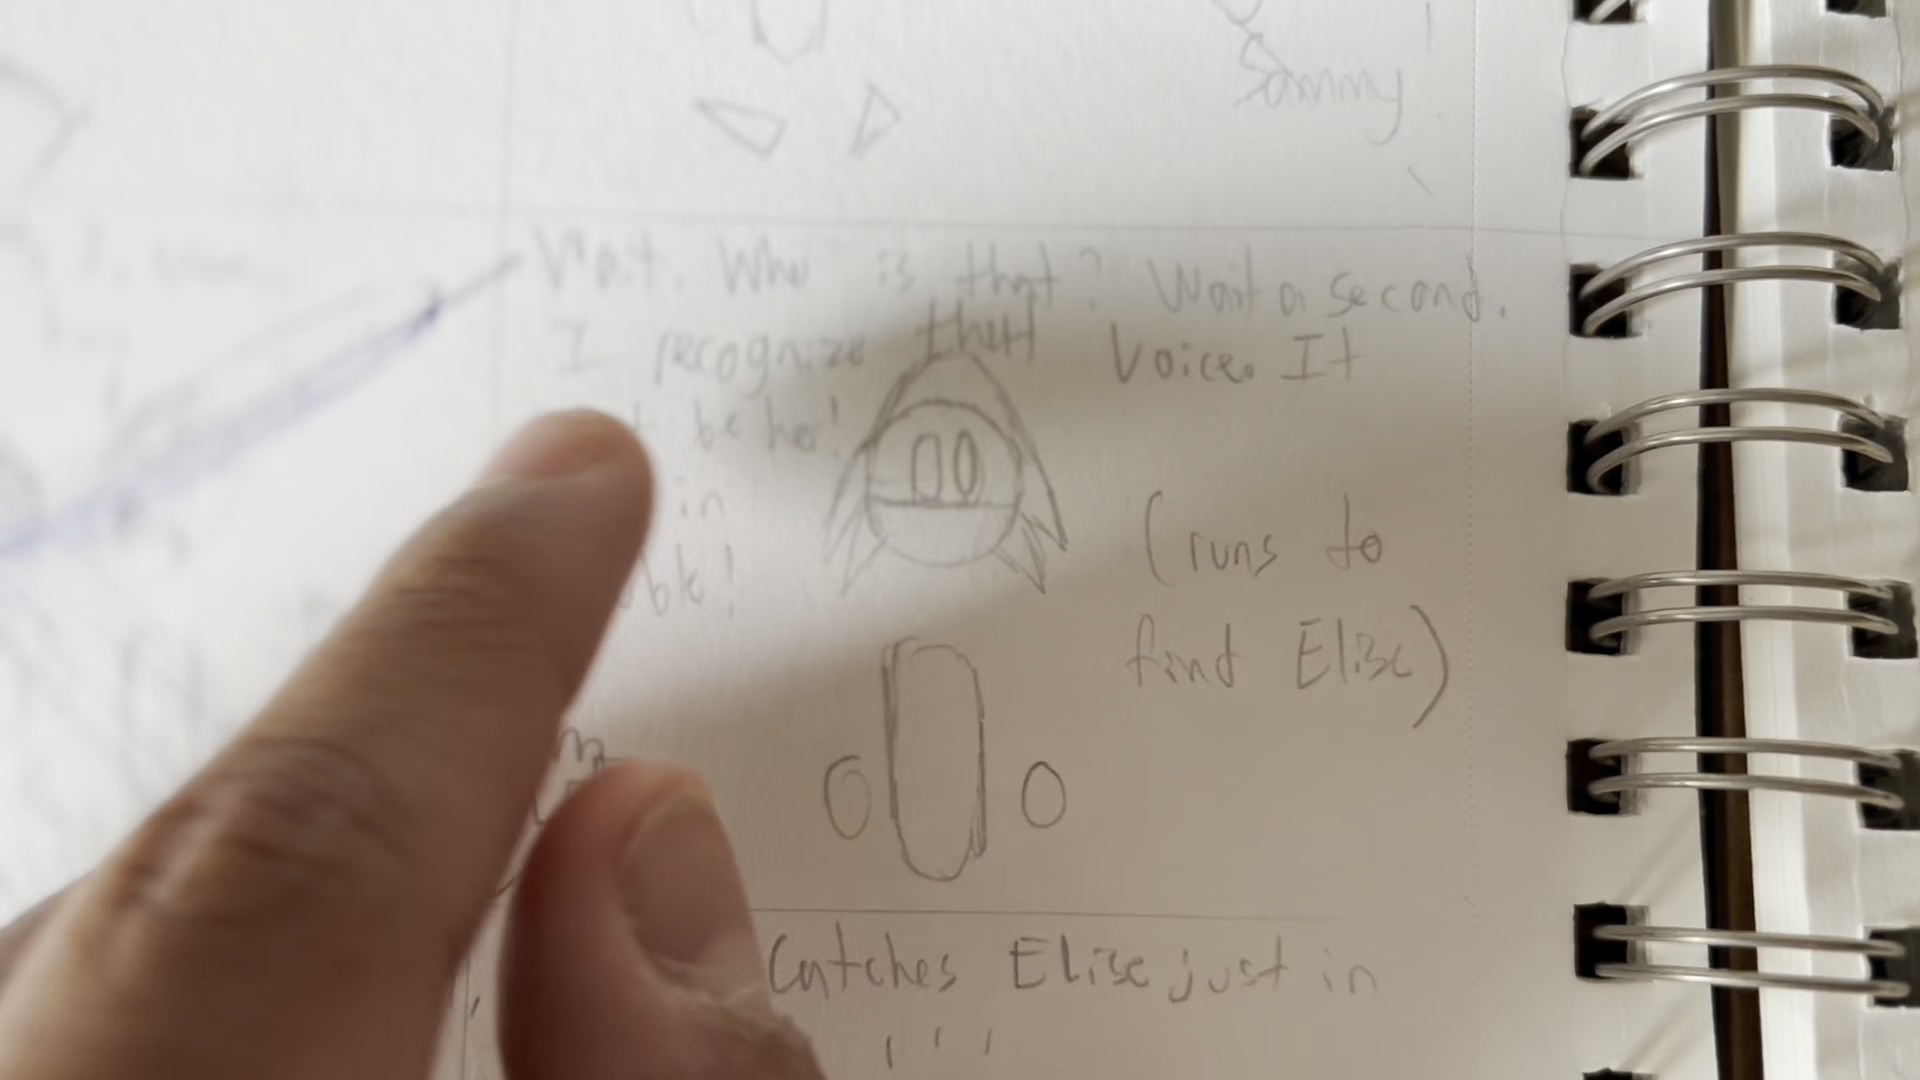 Sammy
Wait. Who is that? Wait a second.
I recognize that voice. It
be her!
in
(runs to
find Elise)
Catches Elise just in